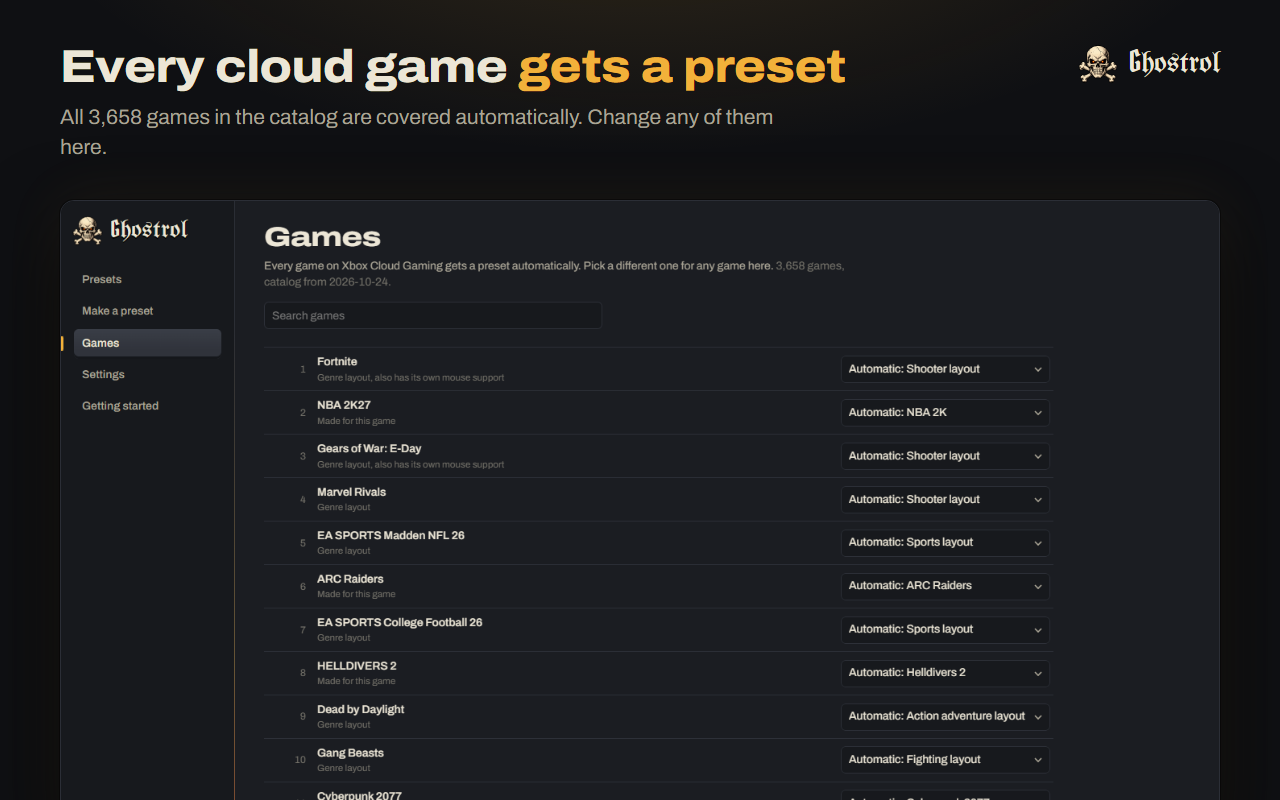 Every cloud game gets a preset
Ghostrol
All 3,658 games in the catalog are covered automatically. Change any of them
here.
Ghostrol
Presets
Make a preset
Games
Settings
Getting started
Games
Every game on Xbox Cloud Gaming gets a preset automatically. Pick a different one for any game here. 3,658 games,
catalog from 2026-10-24.
Search games
1 Fortnite Automatic: Shooter layout
Genre layout, also has its own mouse support
2 NBA 2K27 Automatic: NBA 2K
Made for this game
3 Gears of War: E-Day Automatic: Shooter layout
Genre layout, also has its own mouse support
4 Marvel Rivals Automatic: Shooter layout
Genre layout
5 EA SPORTS Madden NFL 26 Automatic: Sports layout
Genre layout
6 ARC Raiders Automatic: ARC Raiders
Made for this game
7 EA SPORTS College Football 26 Automatic: Sports layout
Genre layout
8 HELLDIVERS 2 Automatic: Helldivers 2
Made for this game
9 Dead by Daylight Automatic: Action adventure layout
Genre layout
10 Gang Beasts Automatic: Fighting layout
Genre layout
Cyberpunk 2077